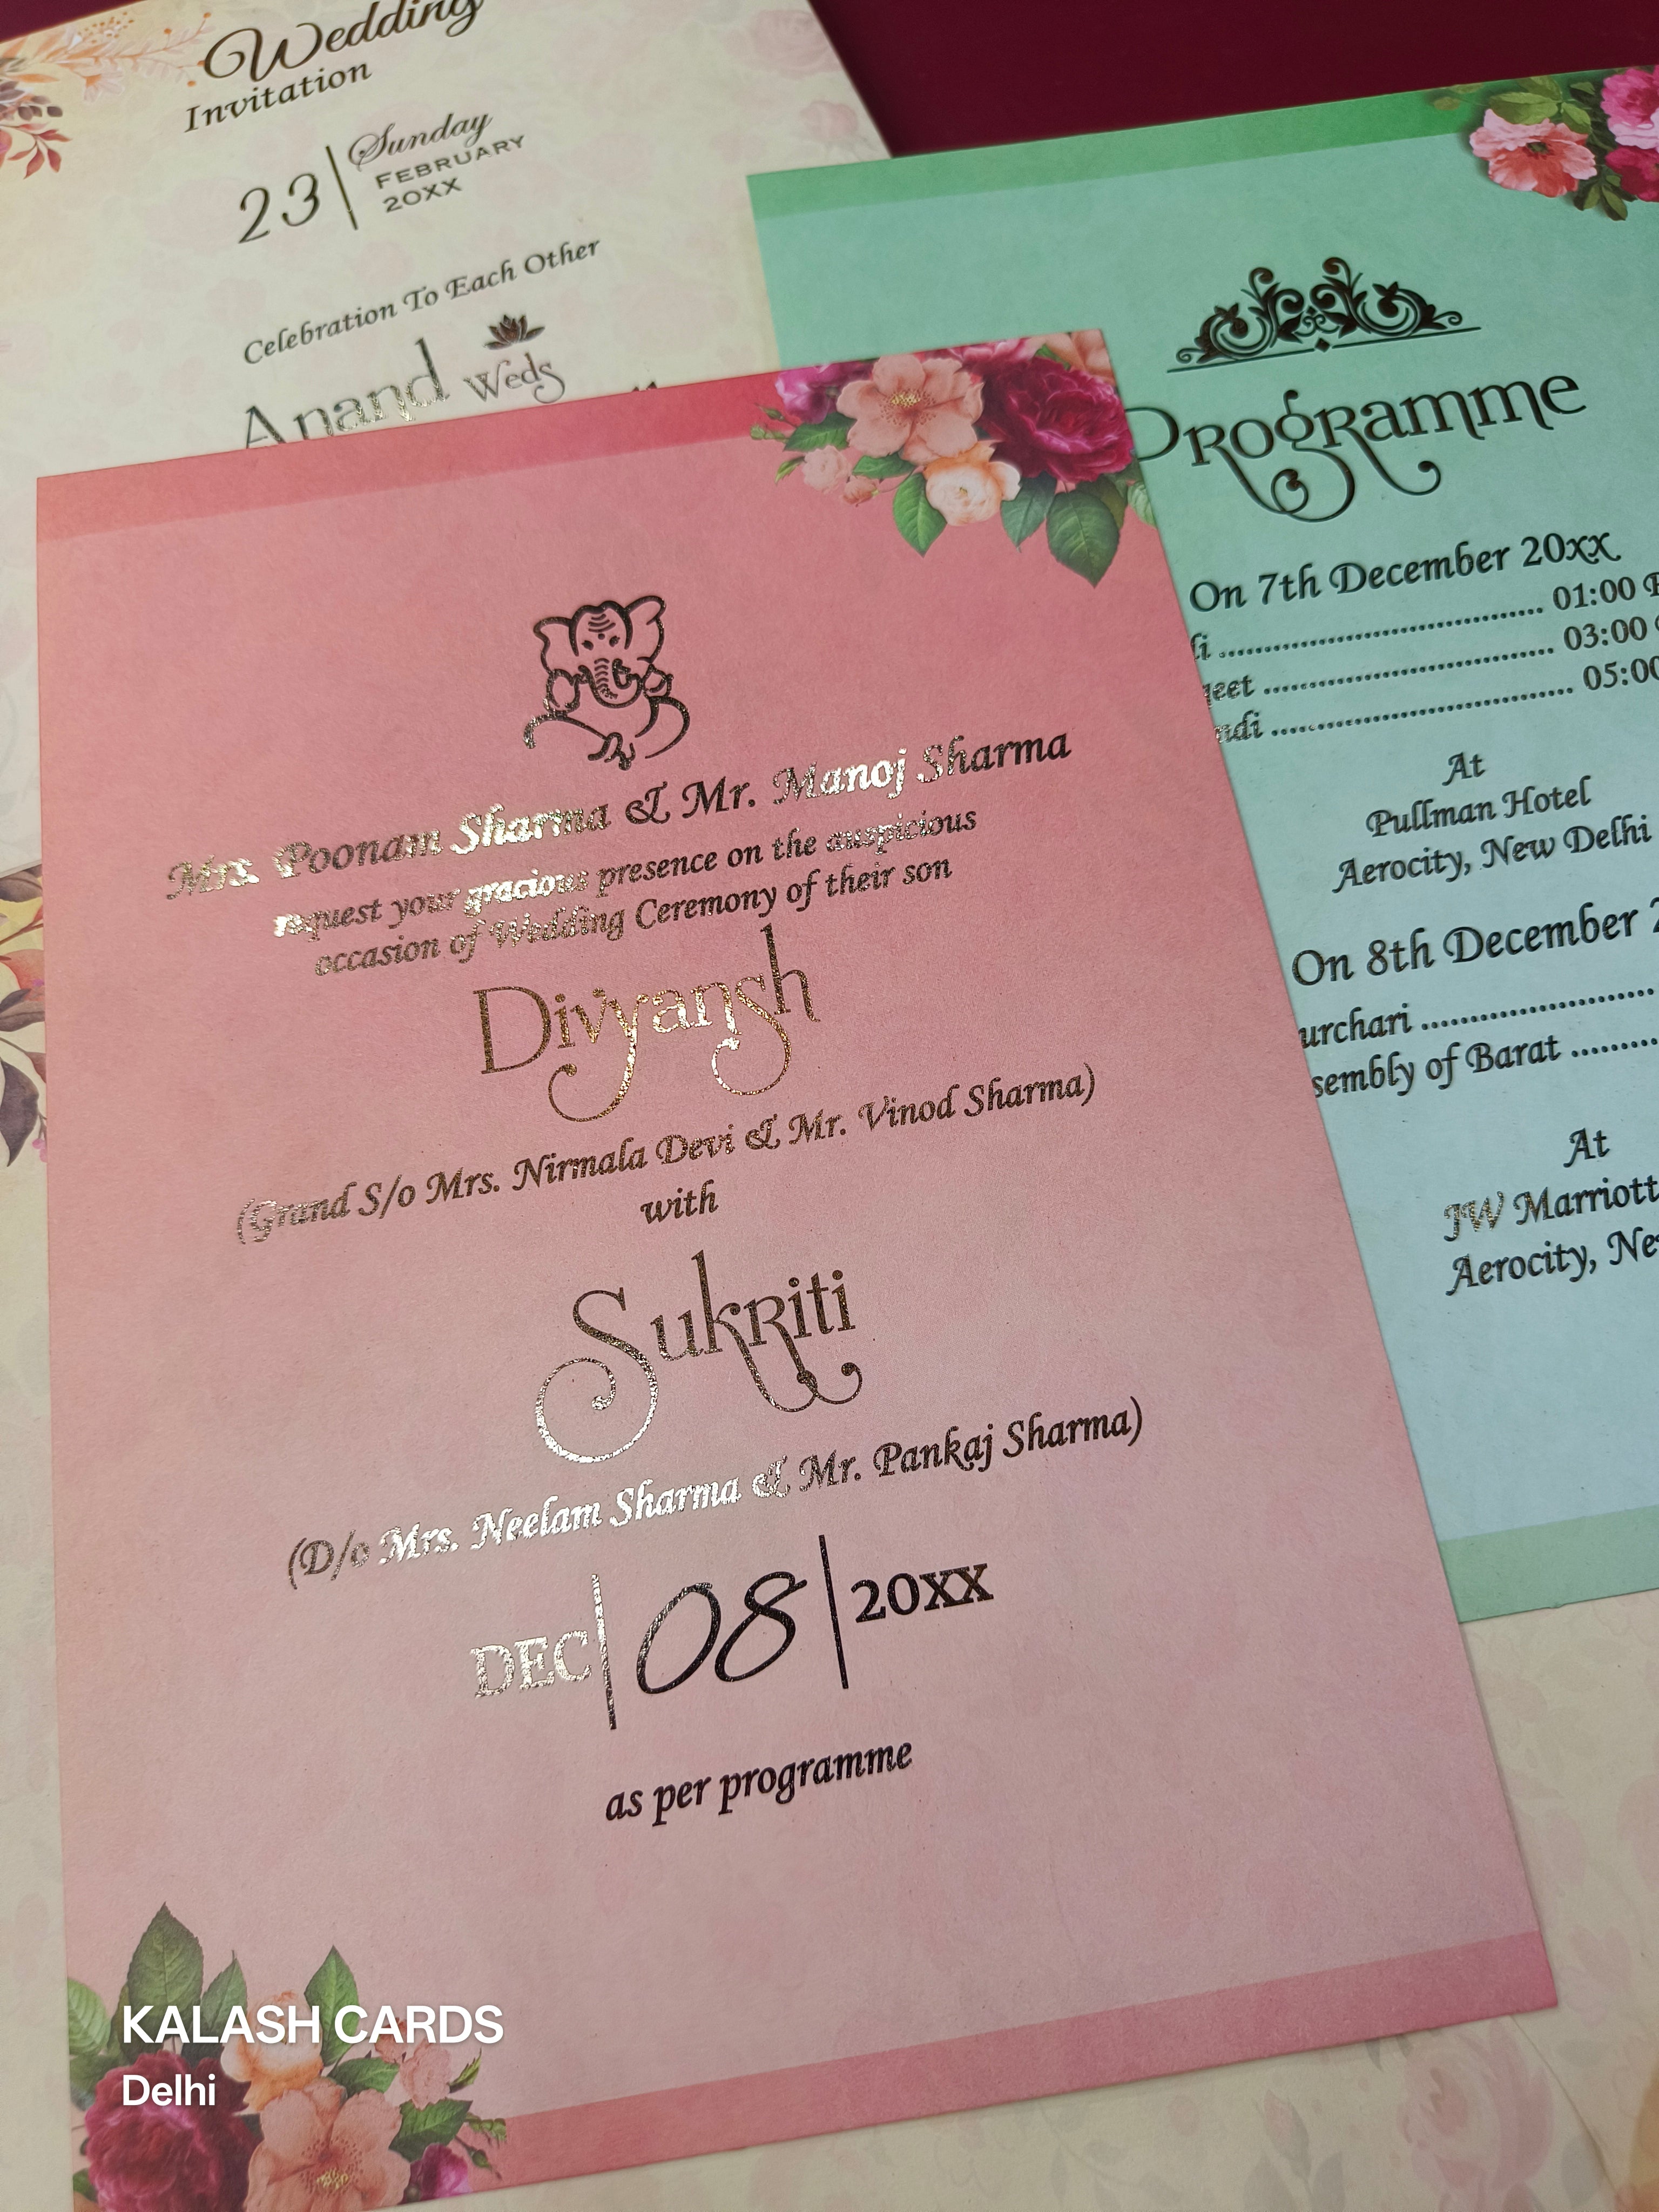 Wedding
Invitation
23
Sunday
FEBRUARY
20XX
Celebration To Each Other
Anand Weds
Mrs. Poonam Sharma & Mr. Manoj Sharma
request your gracious presence on the auspicious
occasion of Wedding Ceremony of their son
Divyansh
(Grand S/o Mrs. Nirmala Devi & Mr. Vinod Sharma)
with
Sukriti
(D/o Mrs. Neelam Sharma & Mr. Pankaj Sharma)
DEC 08 20XX
as per programme
Programme
On 7th December 20xx
.......................................... 01:00
.......................................... 03:00
.......................................... 05:00
At
Pullman Hotel
Aerocity, New Delhi
On 8th December
of Barat ..........
At
JW Marriott
Aerocity,
KALASH CARDS
Delhi